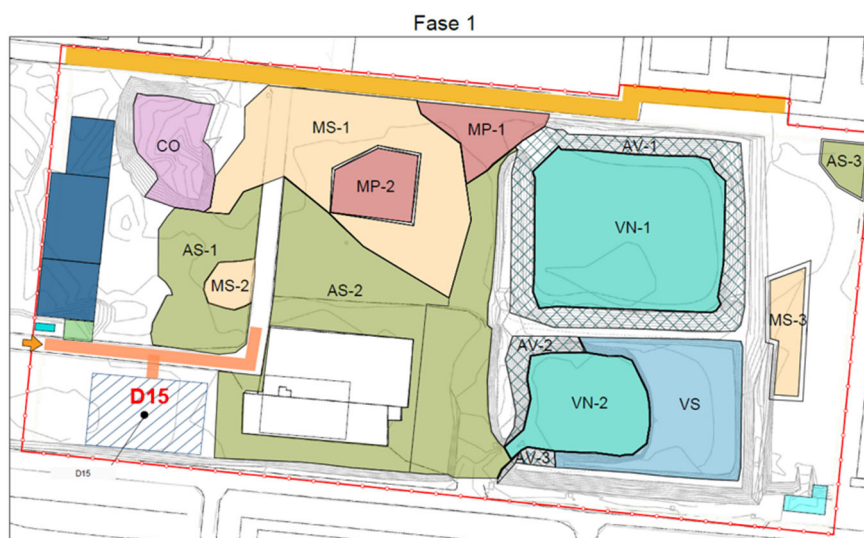 Fase 1
CO
MS-1
MP-1
AV-1
AS-3
MP-2
VN-1
AS-1
MS-2
AS-2
MS-3
AV-2
D15
VN-2
VS
AV-3
D15